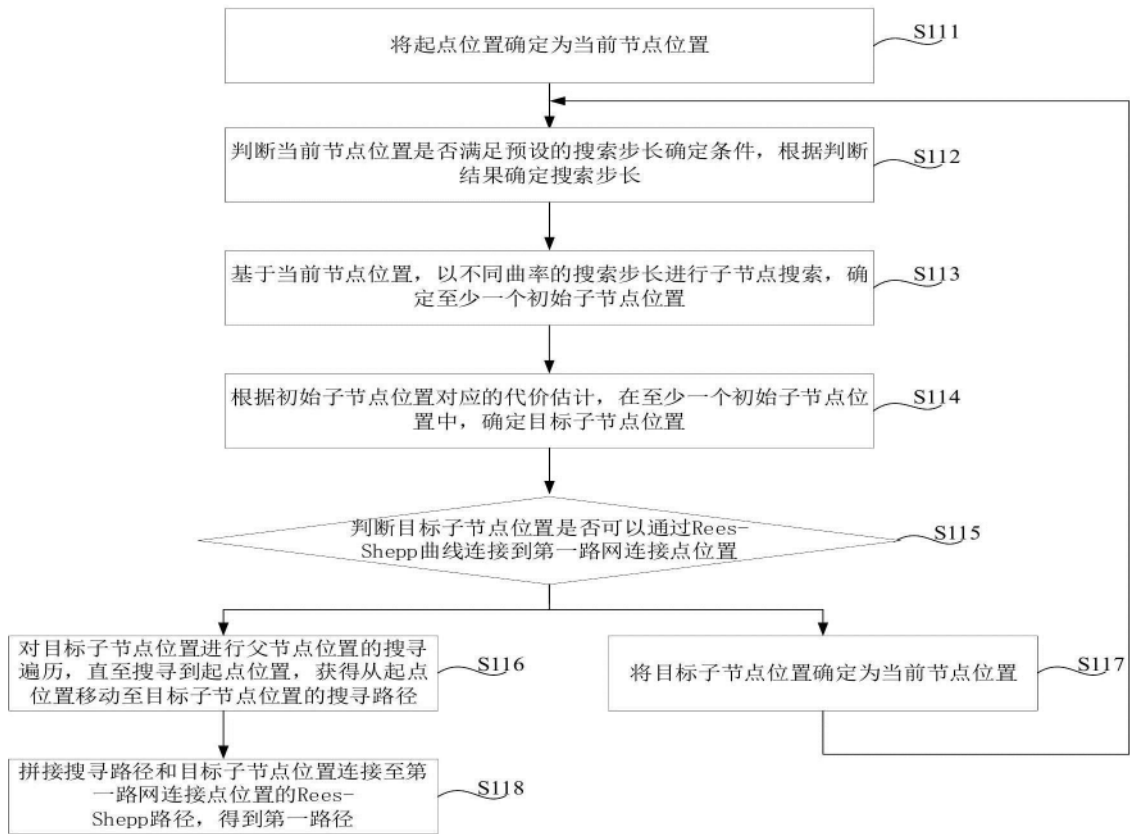 将起点位置确定为当前节点位置
S111
判断当前节点位置是否满足预设的搜索步长确定条件，根据判断
结果确定搜索步长
S112
基于当前节点位置，以不同曲率的搜索步长进行子节点搜索，确
定至少一个初始子节点位置
S113
根据初始子节点位置对应的代价估计，在至少一个初始子节点位
置中，确定目标子节点位置
S114
判断目标子节点位置是否可以通过Rees-
Shepp曲线连接到第一路网连接点位置
S115
对目标子节点位置进行父节点位置的搜寻
遍历，直至搜寻到起点位置，获得从起点
位置移动至目标子节点位置的搜寻路径
S116
将目标子节点位置确定为当前节点位置
S117
拼接搜寻路径和目标子节点位置连接至第
一路网连接点位置的Rees-
Shepp路径，得到第一路径
S118